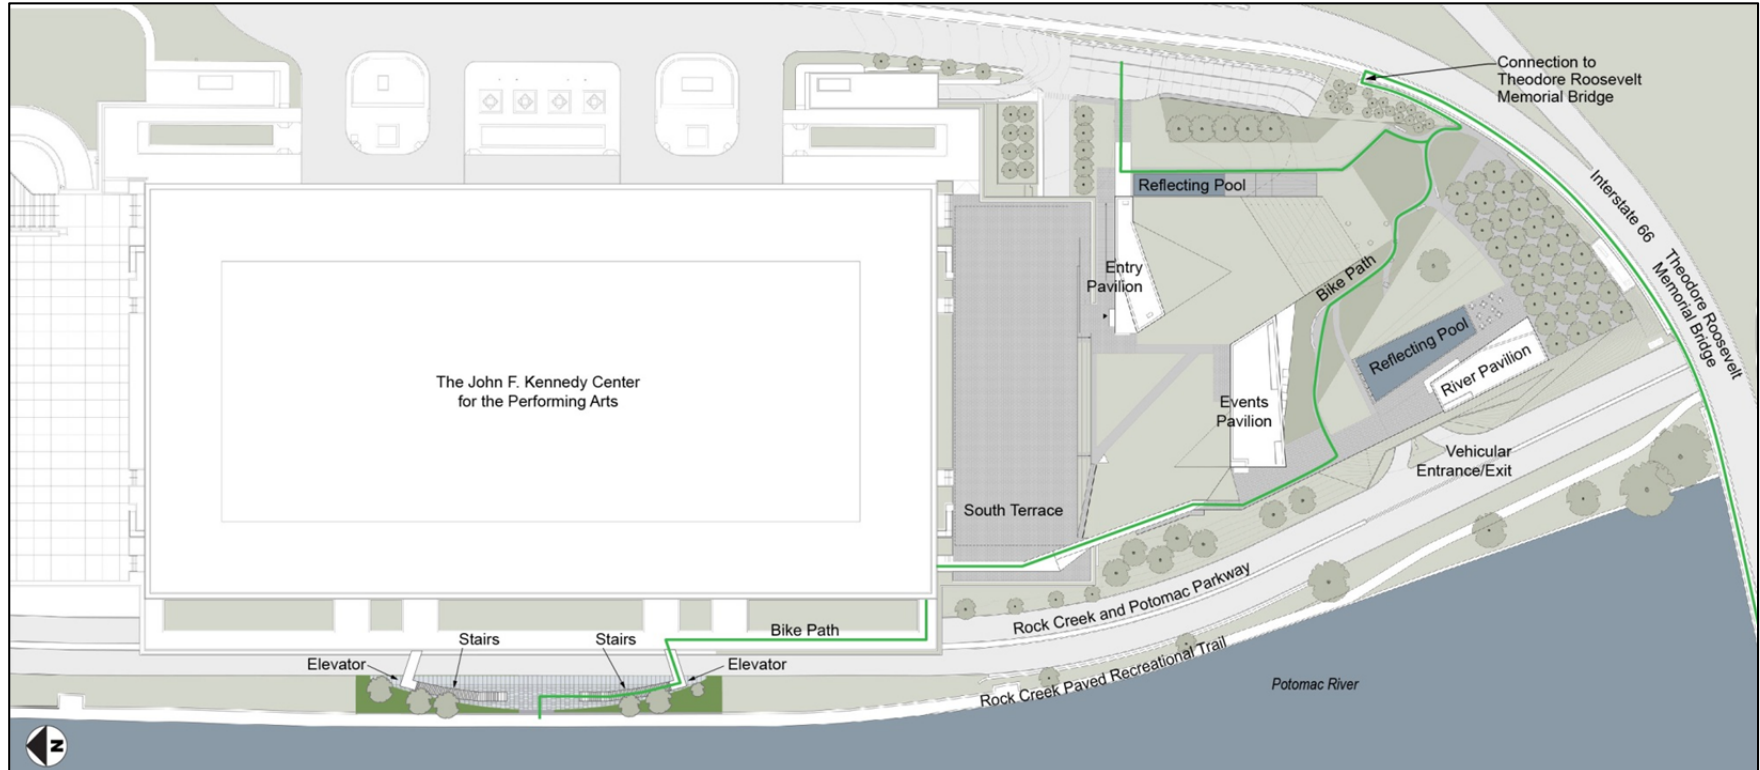 Connection to
Theodore Roosevelt
Memorial Bridge
Reflecting Pool
Interstate 66
Entry
Pavilion
Bike Path
Theodore Roosevelt
Memorial Bridge
Reflecting Pool
River Pavilion
The John F. Kennedy Center
for the Performing Arts
Events
Pavilion
Vehicular
Entrance/Exit
South Terrace
Rock Creek and Potomac Parkway
Bike Path
Stairs
Stairs
Elevator
Elevator
Rock Creek Paved Recreational Trail
Potomac River
N